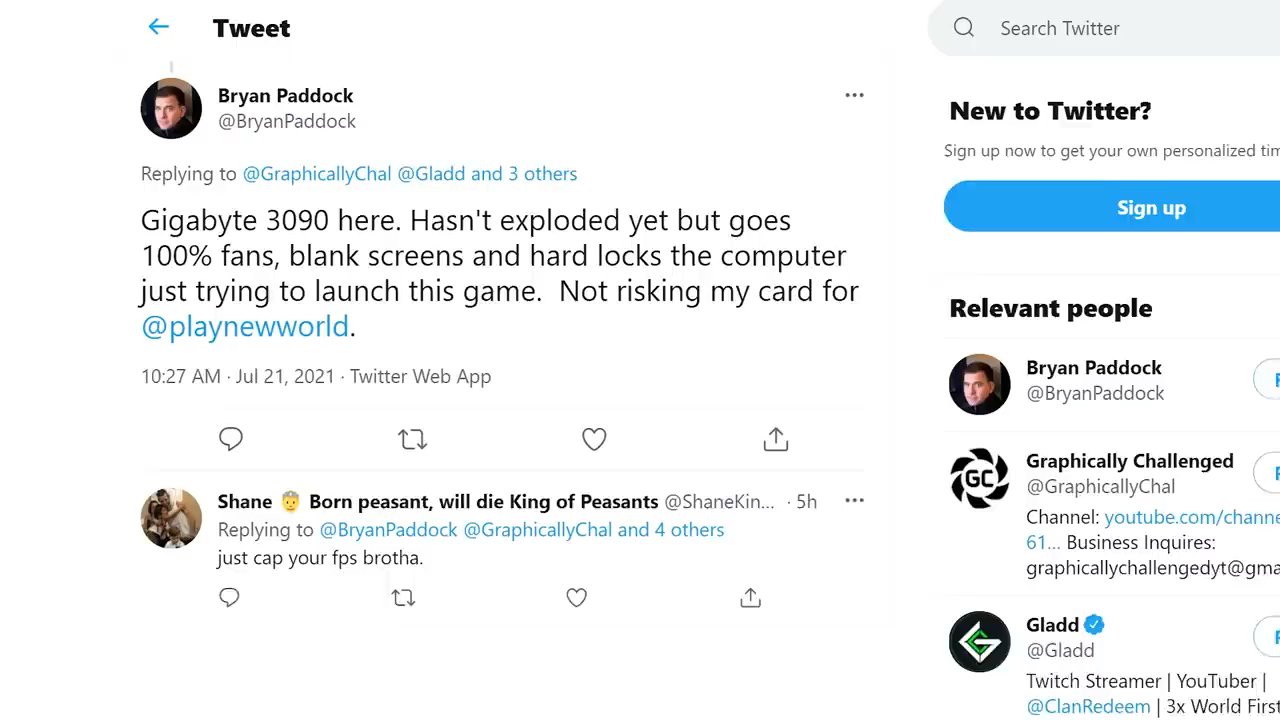 Tweet
Search Twitter
Bryan Paddock
@BryanPaddock
Replying to @GraphicallyChal @Gladd and 3 others
Gigabyte 3090 here. Hasn't exploded yet but goes
100% fans, blank screens and hard locks the computer
just trying to launch this game.  Not risking my card for
@playnewworld.
10:27 AM · Jul 21, 2021 · Twitter Web App
Shane 🤴 Born peasant, will die King of Peasants @ShaneKin... · 5h
Replying to @BryanPaddock @GraphicallyChal and 4 others
just cap your fps brotha.
New to Twitter?
Sign up now to get your own personalized
Sign up
Relevant people
Bryan Paddock
@BryanPaddock
Graphically Challenged
@GraphicallyChal
GC
Channel: youtube.com/channe
61... Business Inquires:
graphicallychallengedyt@gma
Gladd
@Gladd
Twitch Streamer | YouTuber |
@ClanRedeem | 3x World First